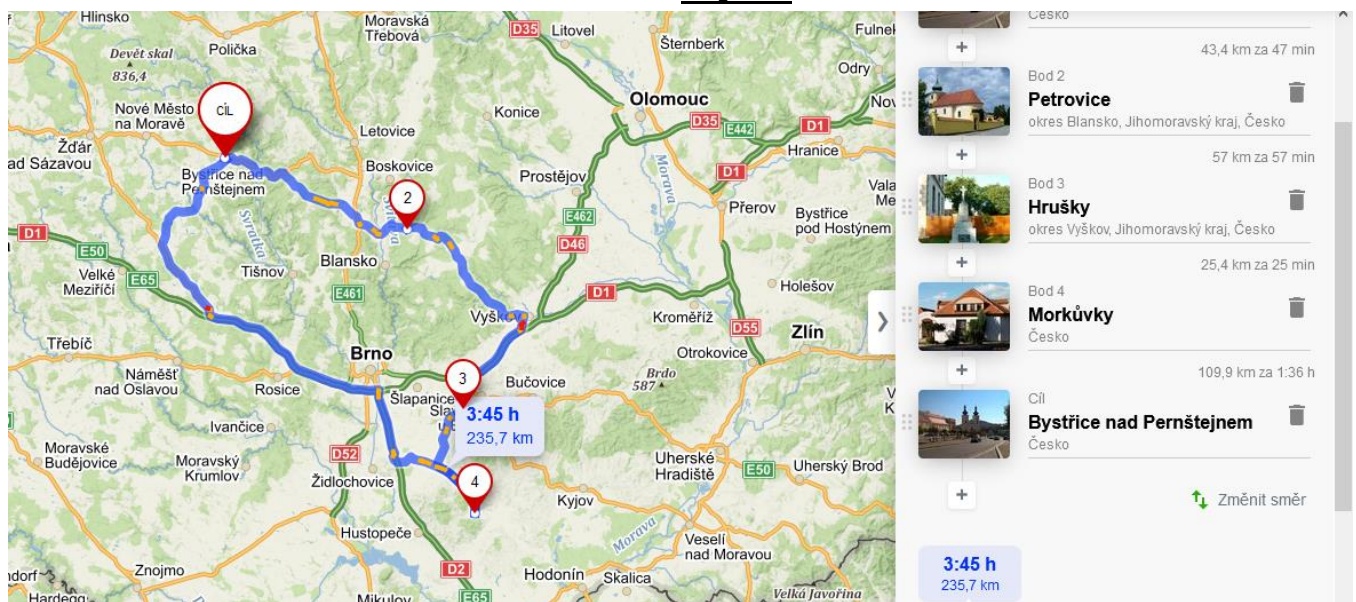 Hlinsko
Moravská
Třebová
D35
Litovel
Šternberk
Devět skal
836,4
Polička
Odry
Nové Město
na Moravě
CÍL
Konice
Olomouc
D35
E442
D1
Letovice
Hranice
Žďár
ad Sázavou
Bystřice nad
Pernštejnem
Boskovice
Prostějov
Morava
D1
2
Svratka
Svitava
Přerov
Bystřice
pod Hostýnem
E462
D46
D1
E50
Velké
Meziříčí
E65
Tišnov
Blansko
E461
D1
Holešov
Vyškov
Kroměříž
D55
Zlín
Třebíč
Brno
Otrokovice
Náměšť
nad Oslavou
Rosice
3
Bučovice
Brdo
587
Šlapanice
3:45 h
235,7 km
Ivančice
Moravské
Budějovice
Moravský
Krumlov
D52
Židlochovice
4
Uherské
Hradiště
E50
Uherský Brod
Kyjov
Hustopeče
Morava
Veselí
nad Moravou
Znojmo
D2
Hodonín
Skalica
Mikulov
E65
Velká Javořina
Česko
43,4 km za 47 min
Bod 2
Petrovice
okres Blansko, Jihomoravský kraj, Česko
57 km za 57 min
Bod 3
Hrušky
okres Vyškov, Jihomoravský kraj, Česko
25,4 km za 25 min
Bod 4
Morkůvky
Česko
109,9 km za 1:36 h
Cíl
Bystřice nad Pernštejnem
Česko
Změnit směr
3:45 h
235,7 km